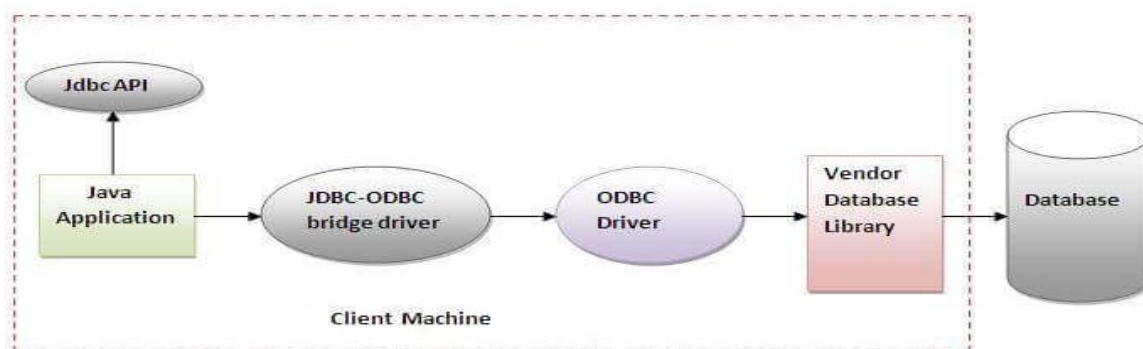 Jdbc API
Java
Application
JDBC-ODBC
bridge driver
ODBC
Driver
Vendor
Database
Library
Database
Client Machine